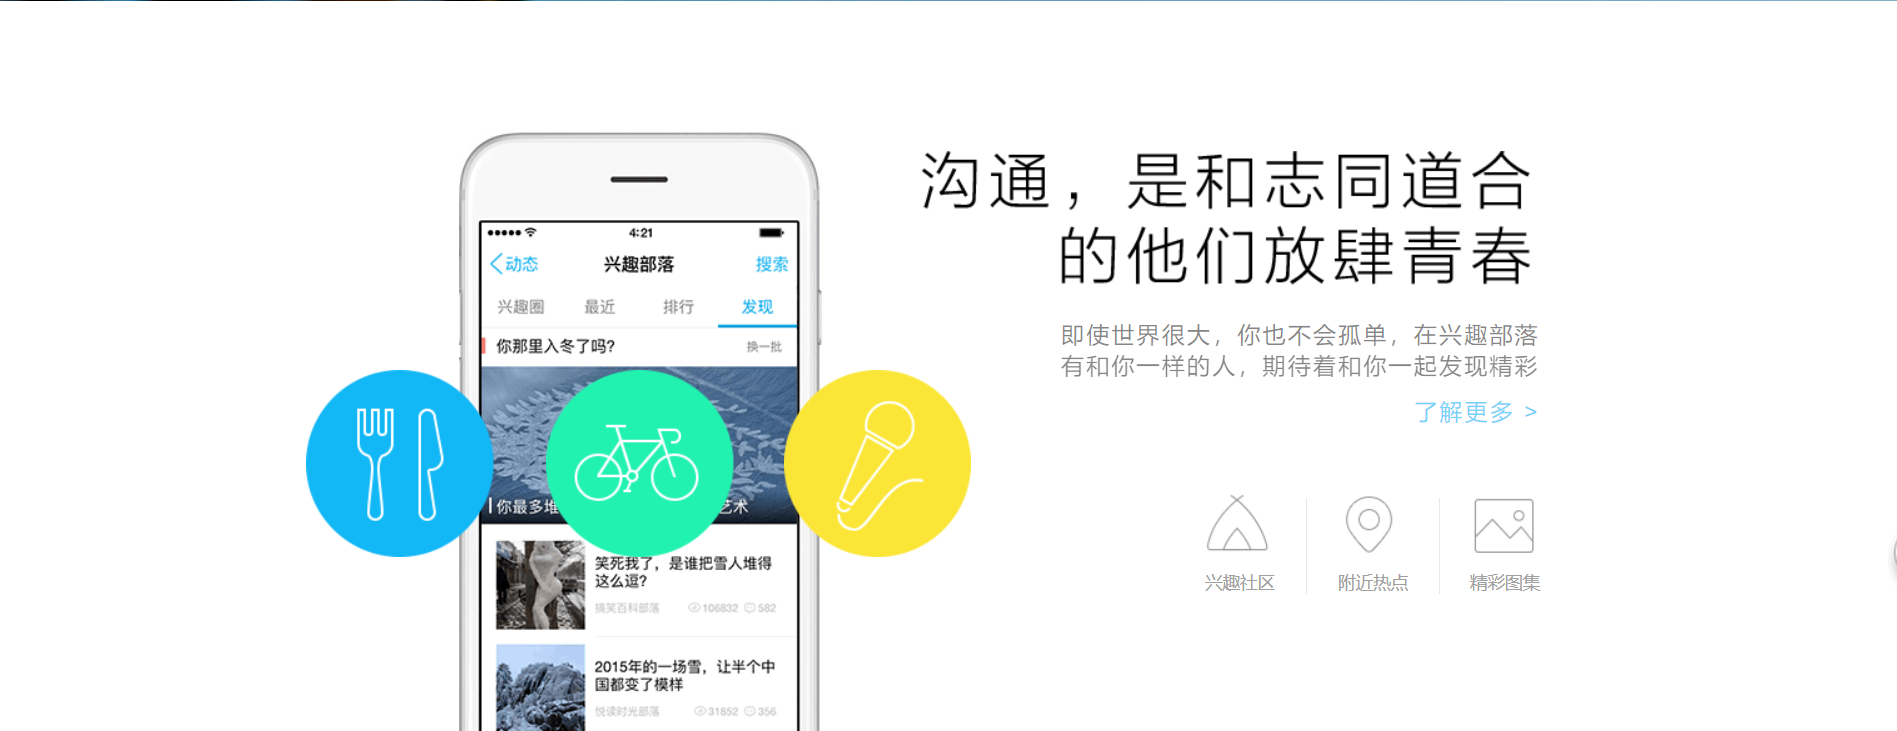 沟通，是和志同道合
的他们放肆青春
即使世界很大，你也不会孤单，在兴趣部落
有和你一样的人，期待着和你一起发现精彩
了解更多 >
兴趣社区
附近热点
精彩图集
4:21
动态
兴趣部落
搜索
兴趣圈
最近
排行
发现
你那里入冬了吗?
换一批
你最多堆
艺术
笑死我了，是谁把雪人堆得
这么逗?
搞笑百科部落
106832
582
2015年的一场雪，让半个中
国都变了模样
悦读时光部落
31852
356